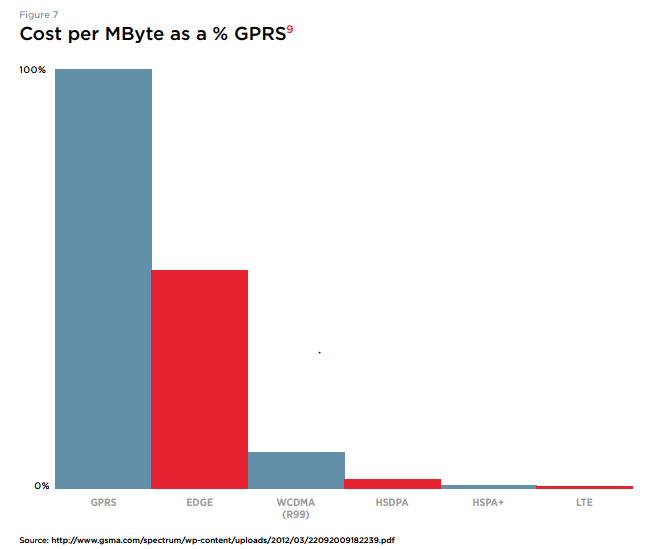 Figure 7
Cost per MByte as a % GPRS9
100%
0%
GPRS EDGE WCDMA HSDPA HSPA+ LTE
(R99)
Source: http://www.gsma.com/spectrum/wp-content/uploads/2012/03/22092009182239.pdf